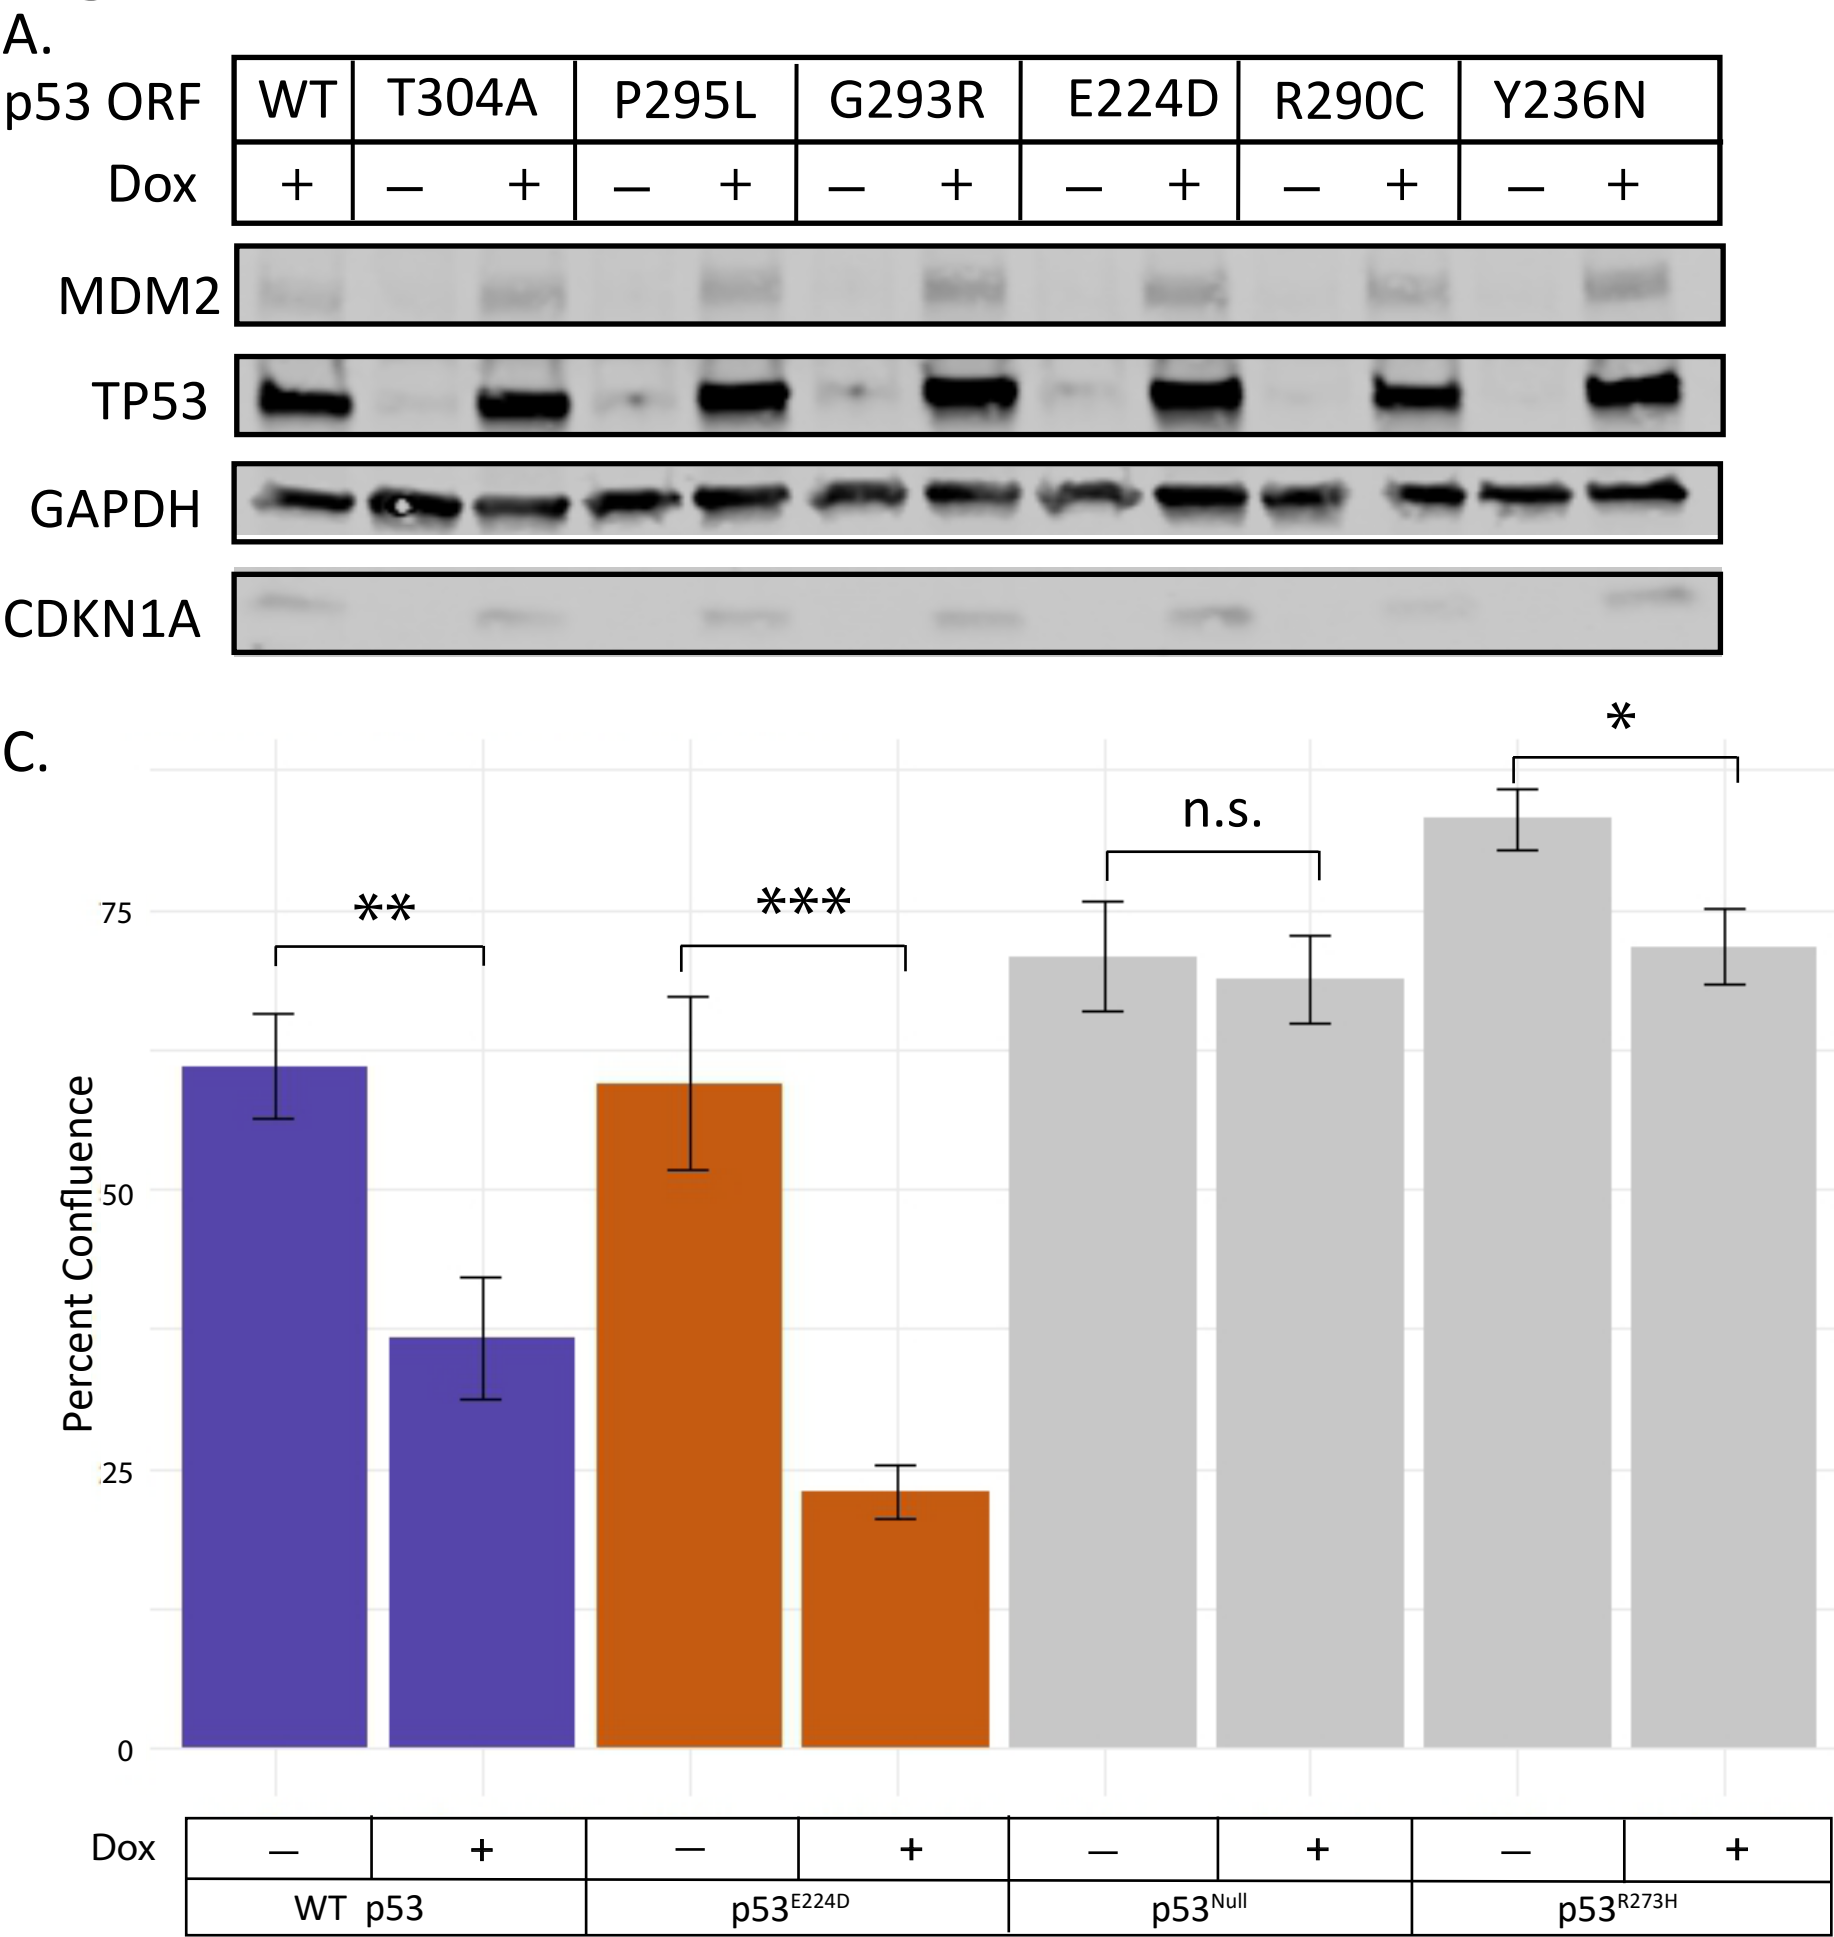 A.
p53 ORF WT T304A P295L G293R E224D R290C Y236N
Dox + – – + – + – + – + – + – +
MDM2
TP53
GAPDH
CDKN1A
C.
*
n.s.
** ***
75
50
25
0
Percent Confluence
Dox – + – + – + – +
WT p53 p53E224D p53Null p53R273H